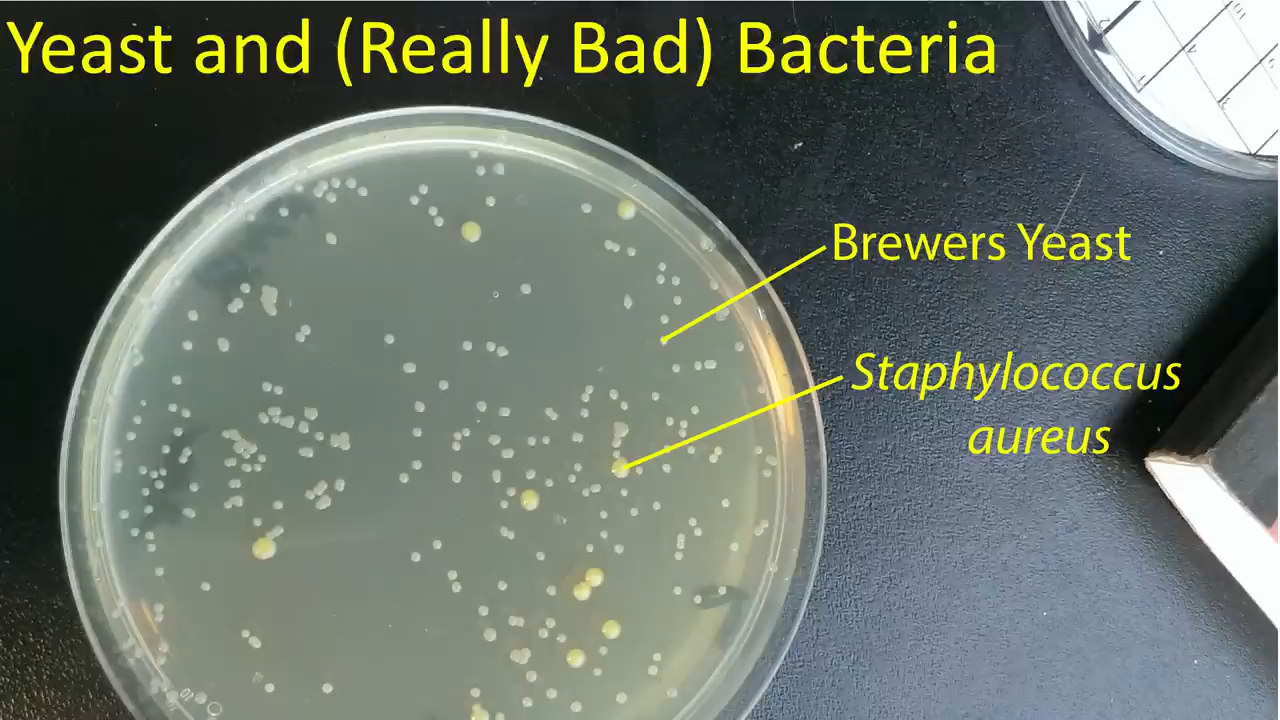 Yeast and (Really Bad) Bacteria
Brewers Yeast
Staphylococcus
aureus